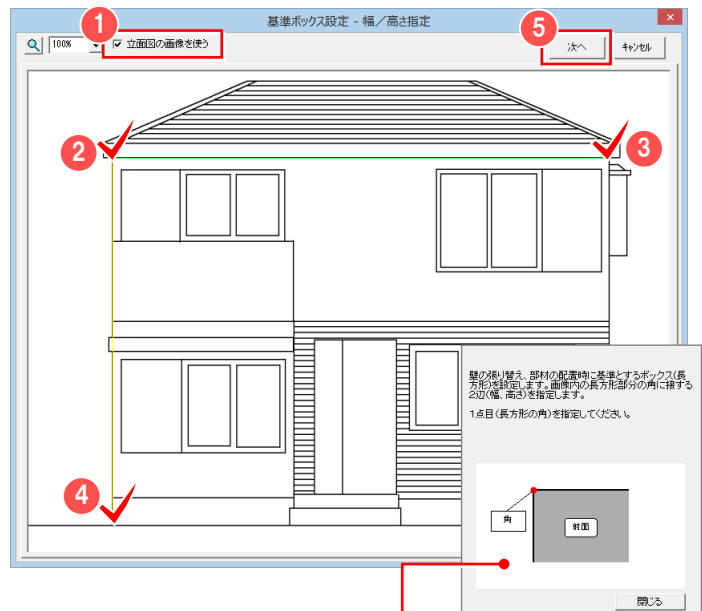 基準ボックス設定 - 幅／高さ指定
×
1
5
100%
立面図の画像を使う
次へ
ｷｬﾝｾﾙ
2
3
4
壁の張り替え、部材の配置時に基準とするボックス(長
方形)を設定します。画像内の長方形部分の角に接する
2辺(幅、高さ)を指定します。
1点目(長方形の角)を指定してください。
角
前面
閉じる